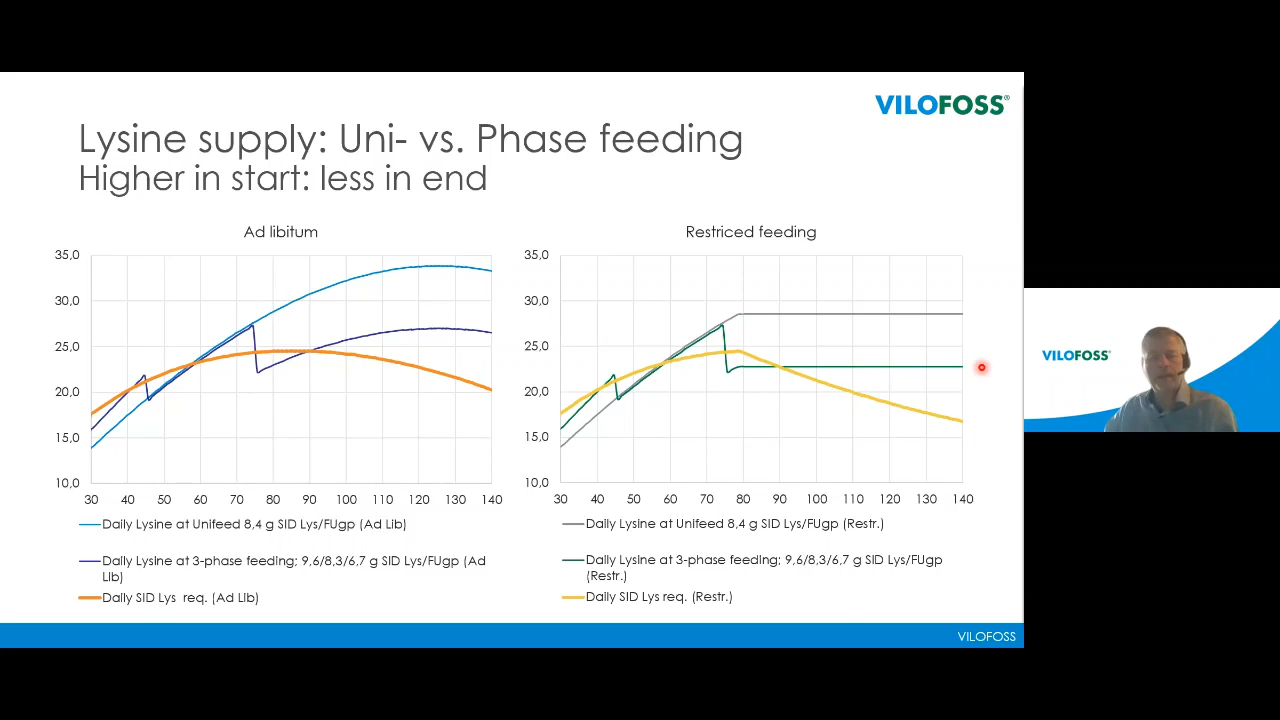 VILOFOSS®
Lysine supply: Uni- vs. Phase feeding
Higher in start: less in end
Ad libitum
35,0
30,0
25,0
20,0
15,0
10,0
30 40 50 60 70 80 90 100 110 120 130 140
Daily Lysine at Unifeed 8,4 g SID Lys/FUgp (Ad Lib)
Daily Lysine at 3-phase feeding; 9,6/8,3/6,7 g SID Lys/FUgp (Ad
Lib)
Daily SID Lys req. (Ad Lib)
Restriced feeding
35,0
30,0
25,0
20,0
15,0
10,0
30 40 50 60 70 80 90 100 110 120 130 140
Daily Lysine at Unifeed 8,4 g SID Lys/FUgp (Restr.)
Daily Lysine at 3-phase feeding; 9,6/8,3/6,7 g SID Lys/FUgp
(Restr.)
Daily SID Lys req. (Restr.)
VILOFOSS
VILOFOSS®